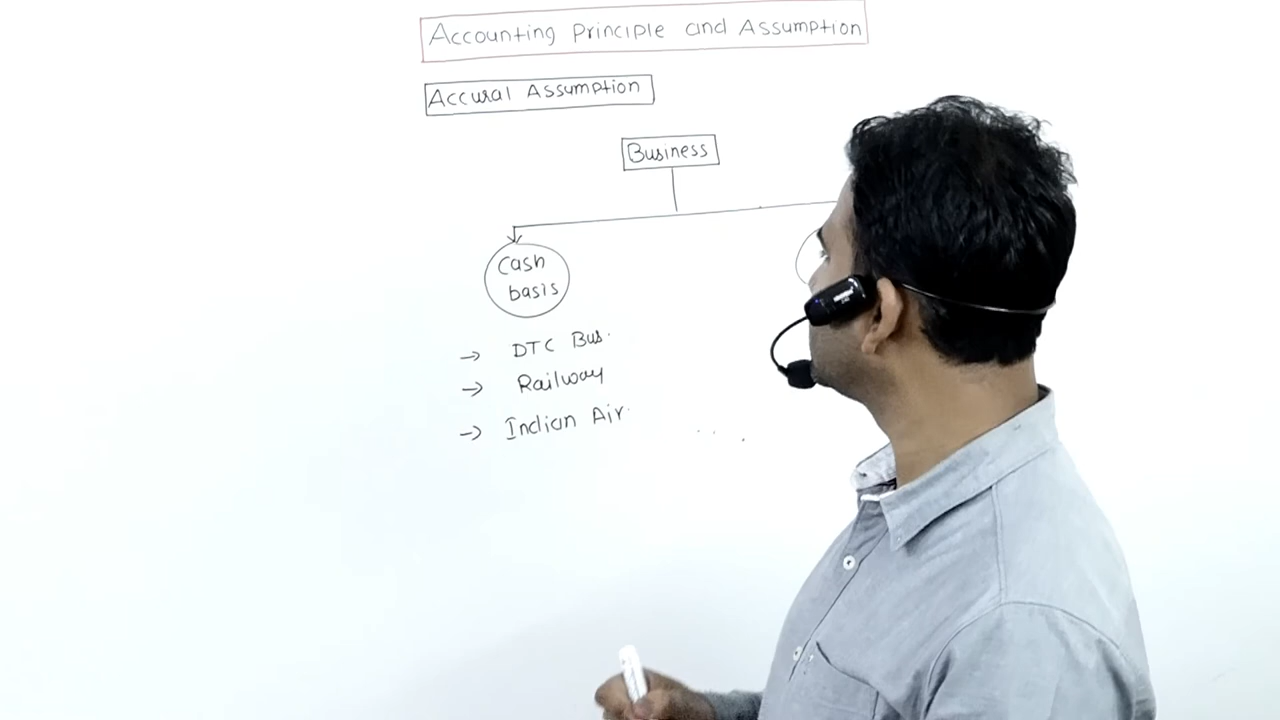 Accounting Principle and Assumption
Accural Assumption
Business
Cash
basis
→ DTC Bus.
→ Railway
→ Indian Air.